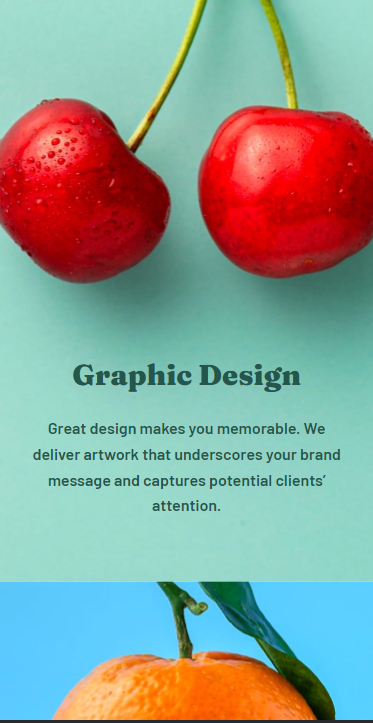 Graphic Design
Great design makes you memorable. We
deliver artwork that underscores your brand
message and captures potential clients’
attention.